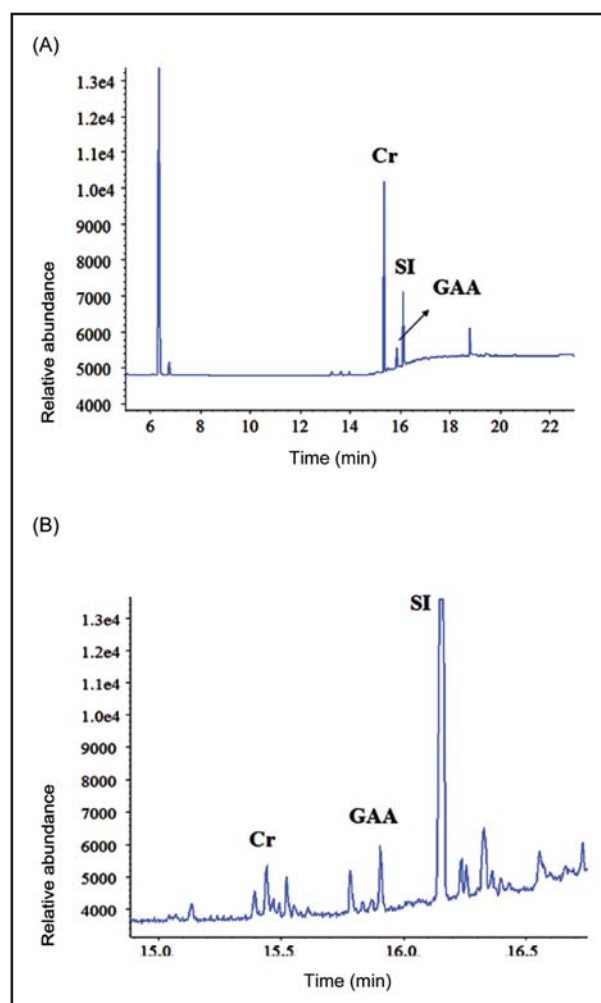 (A)
1.3e4
1.2e4
1.1e4
1.0e4
9000
8000
7000
6000
5000
4000
Relative abundance
Cr
SI
GAA
6 8 10 12 14 16 18 20 22
Time (min)
(B)
1.3e4
1.2e4
1.1e4
1.0e4
9000
8000
7000
6000
5000
4000
Relative abundance
SI
GAA
Cr
15.0 15.5 16.0 16.5
Time (min)